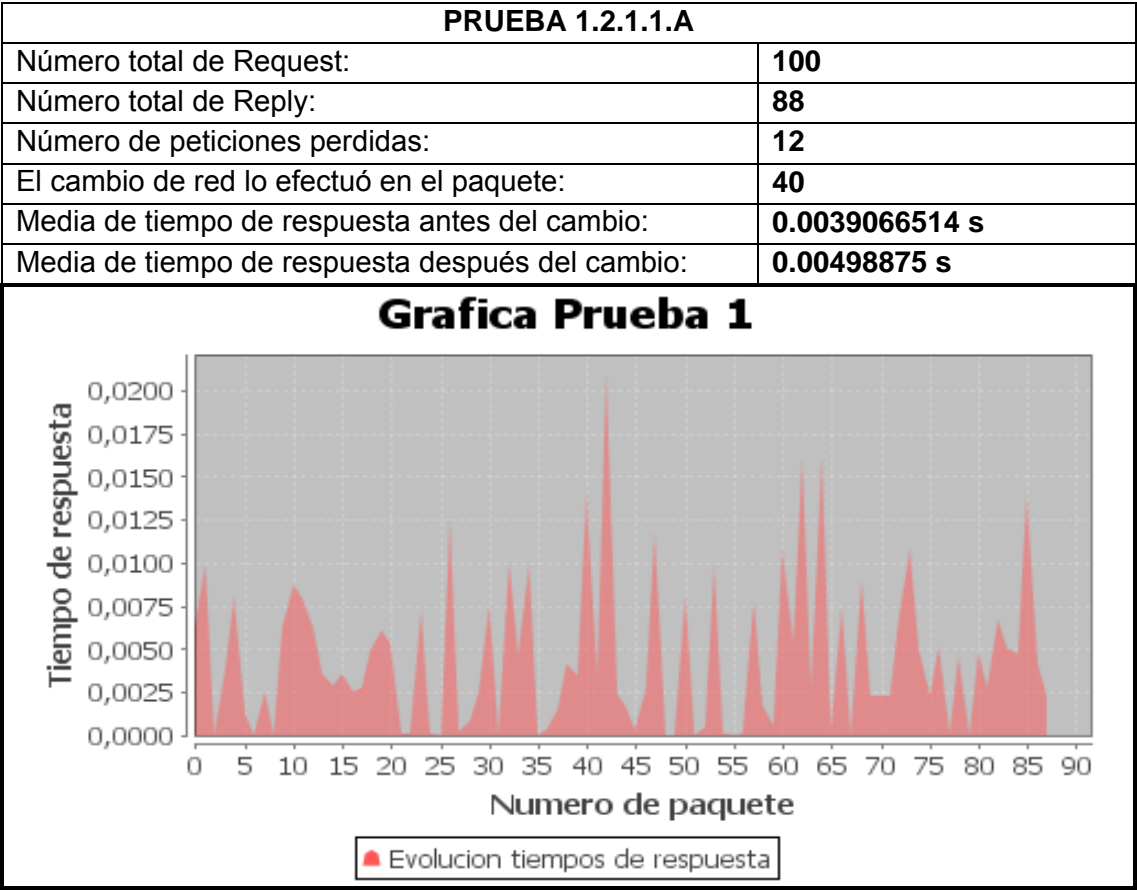 PRUEBA 1.2.1.1.A
Número total de Request: 100
Número total de Reply: 88
Número de peticiones perdidas: 12
El cambio de red lo efectuó en el paquete: 40
Media de tiempo de respuesta antes del cambio: 0.0039066514 s
Media de tiempo de respuesta después del cambio: 0.00498875 s
Grafica Prueba 1
Tiempo de respuesta
0,0200
0,0175
0,0150
0,0125
0,0100
0,0075
0,0050
0,0025
0,0000
0 5 10 15 20 25 30 35 40 45 50 55 60 65 70 75 80 85 90
Numero de paquete
Evolucion tiempos de respuesta